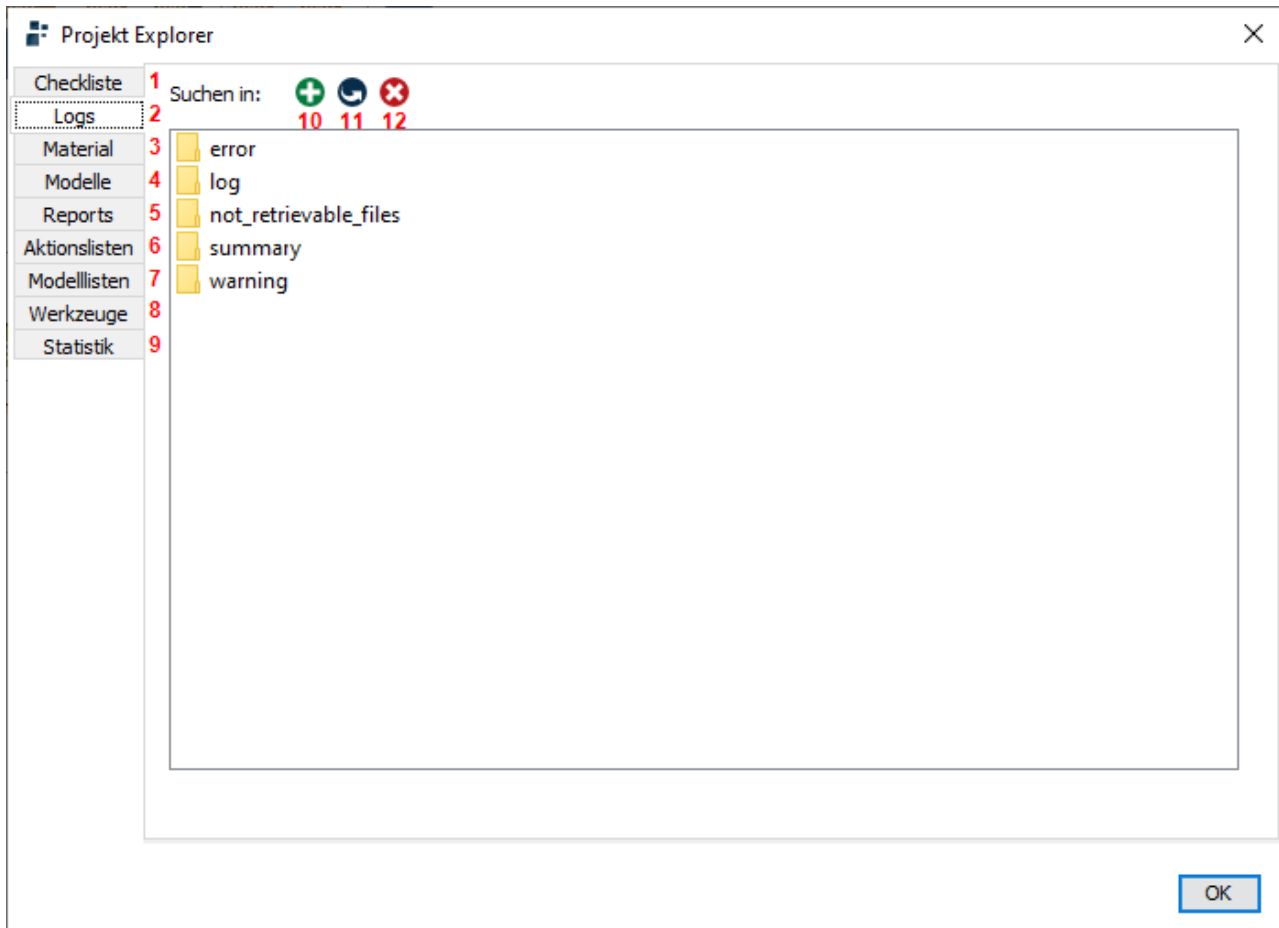 Projekt Explorer
Checkliste 1
Suchen in:
Logs 2
10 11 12
Material 3
error
Modelle 4
log
Reports 5
not_retrievable_files
Aktionslisten 6
summary
Modelllisten 7
warning
Werkzeuge 8
Statistik 9
OK